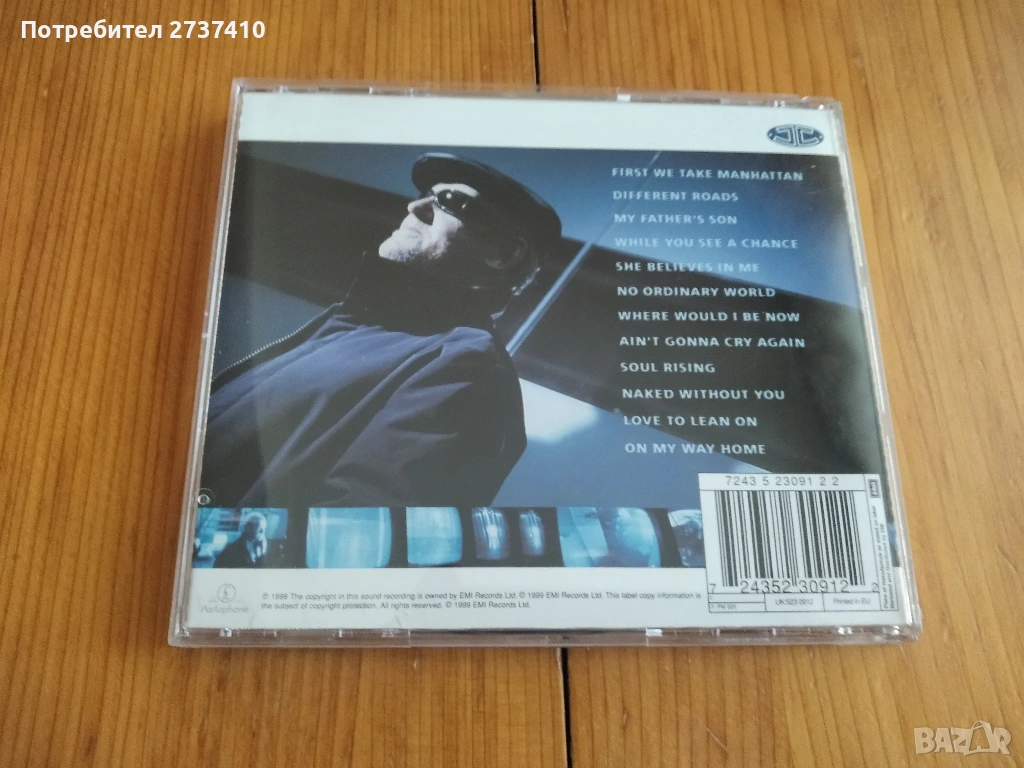 Потребител 2737410
JC
FIRST WE TAKE MANHATTAN
DIFFERENT ROADS
MY FATHER'S SON
WHILE YOU SEE A CHANCE
SHE BELIEVES IN ME
NO ORDINARY WORLD
WHERE WOULD I BE NOW
AIN'T GONNA CRY AGAIN
SOUL RISING
NAKED WITHOUT YOU
LOVE TO LEAN ON
ON MY WAY HOME
7243 5 23091 2 2
7 24352 30912 2
UK:523 0912
Printed in EU
Parlophone
℗ 1999 The copyright in this sound recording is owned by EMI Records Ltd. © 1999 EMI Records Ltd. This label copy information is
the subject of copyright protection. All rights reserved. © 1999 EMI Records Ltd.
BAZAR